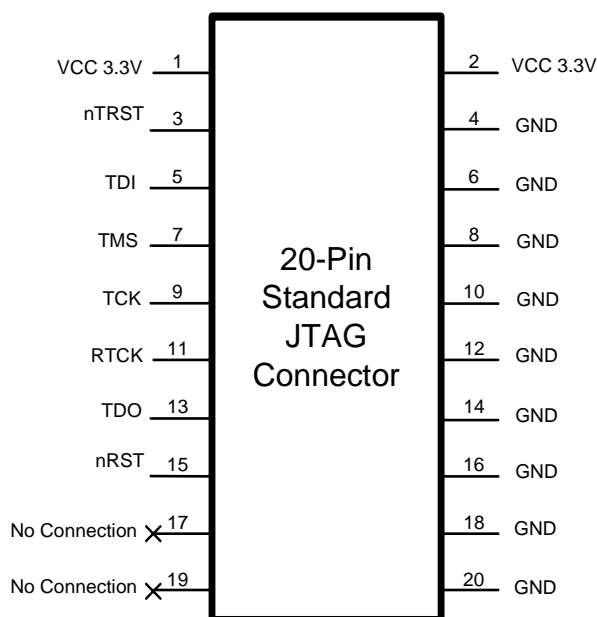 VCC 3.3V 1 2 VCC 3.3V
nTRST 3 4 GND
TDI 5 6 GND
TMS 7 8 GND
20-Pin
Standard
JTAG
Connector
TCK 9 10 GND
RTCK 11 12 GND
TDO 13 14 GND
nRST 15 16 GND
No Connection 17 18 GND
No Connection 19 20 GND